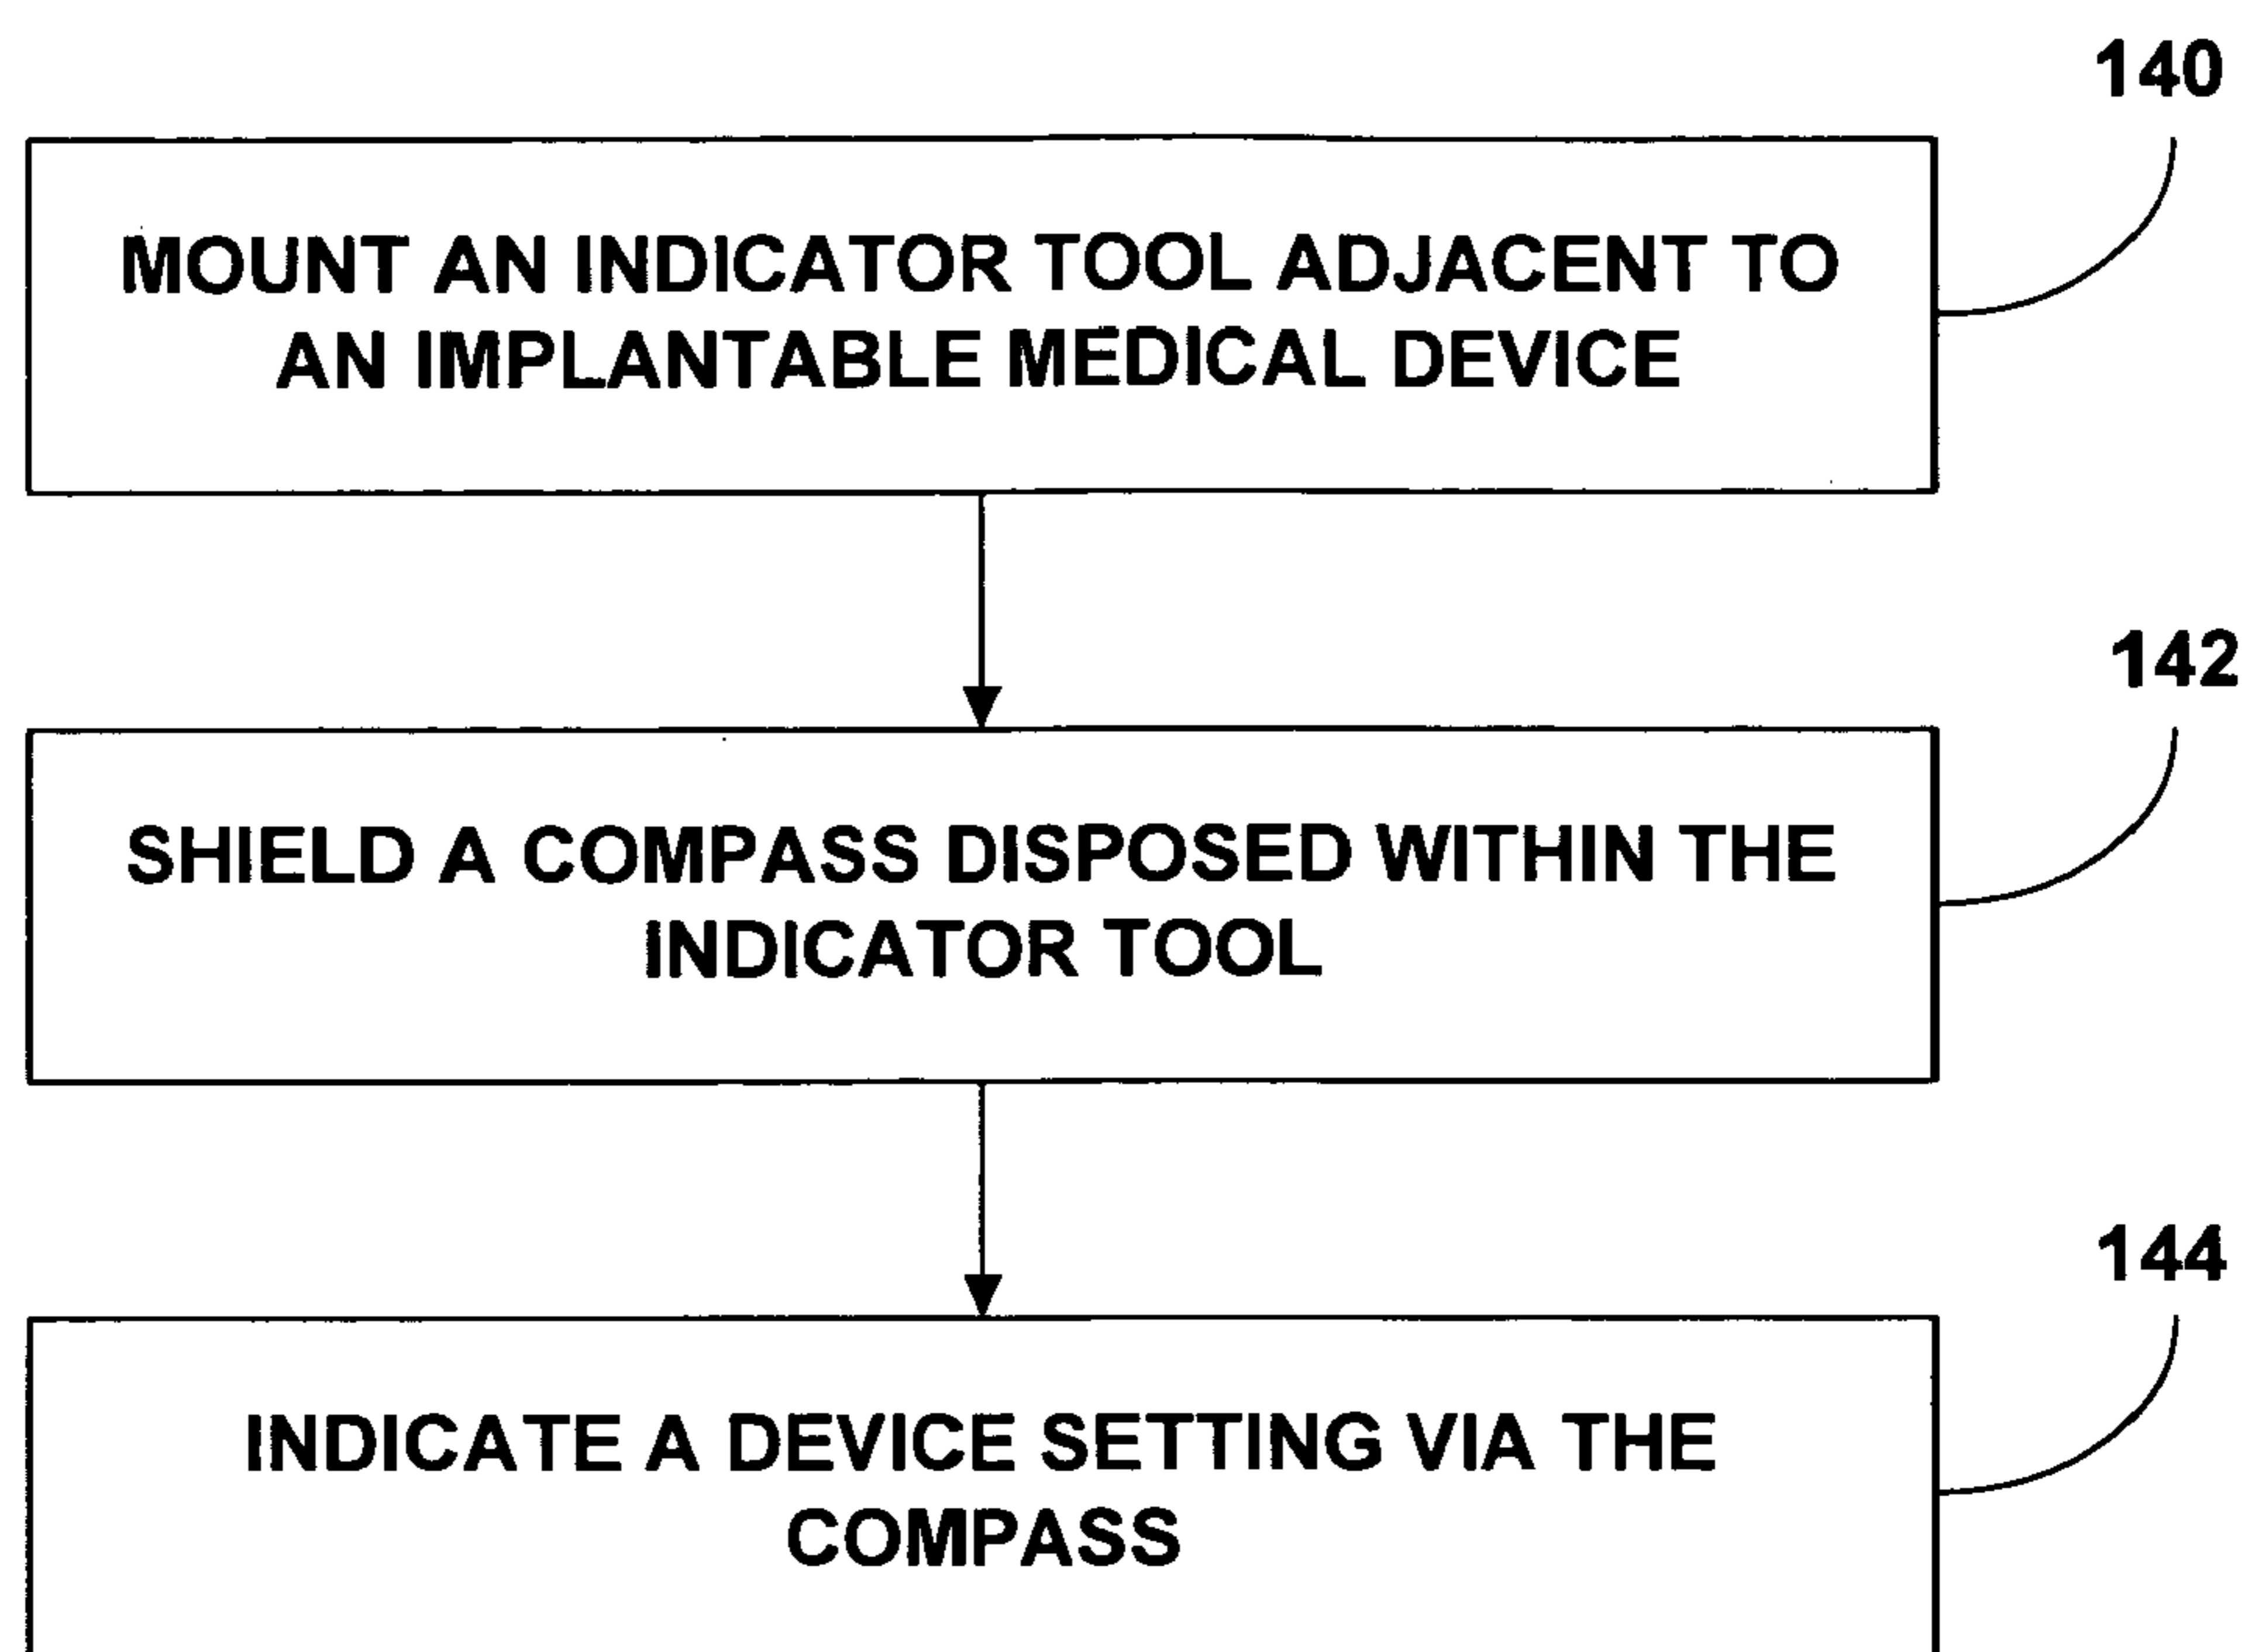 140
MOUNT AN INDICATOR TOOL ADJACENT TO
AN IMPLANTABLE MEDICAL DEVICE
142
SHIELD A COMPASS DISPOSED WITHIN THE
INDICATOR TOOL
144
INDICATE A DEVICE SETTING VIA THE
COMPASS